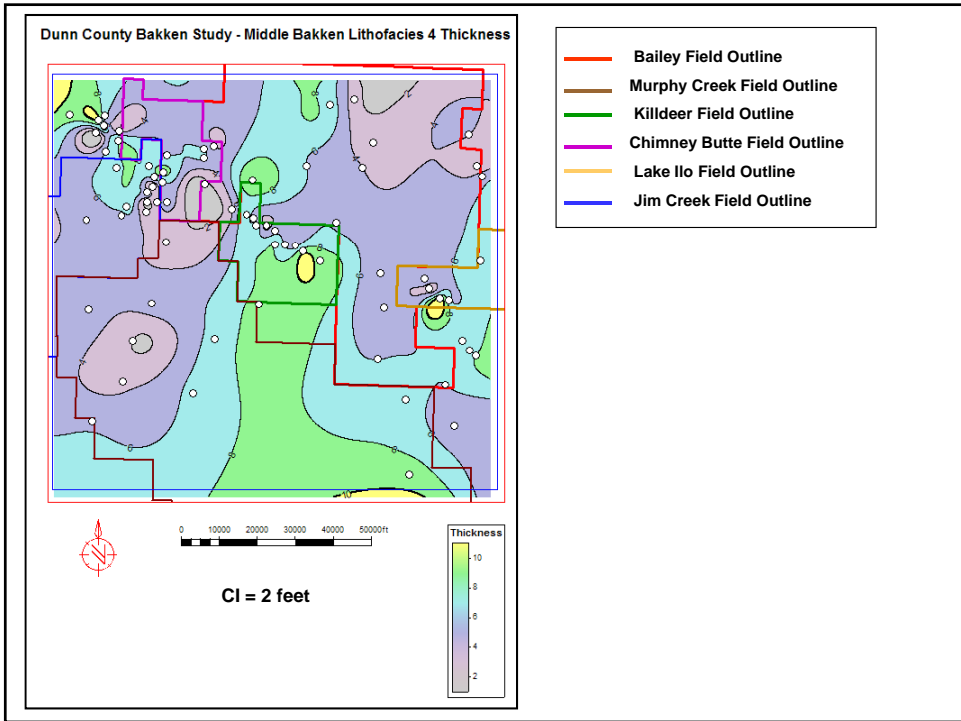 Dunn County Bakken Study - Middle Bakken Lithofacies 4 Thickness
Bailey Field Outline
Murphy Creek Field Outline
Killdeer Field Outline
Chimney Butte Field Outline
Lake Ilo Field Outline
Jim Creek Field Outline
10
N
0 10000 20000 30000 40000 50000ft
CI = 2 feet
Thickness
10
8
6
4
2